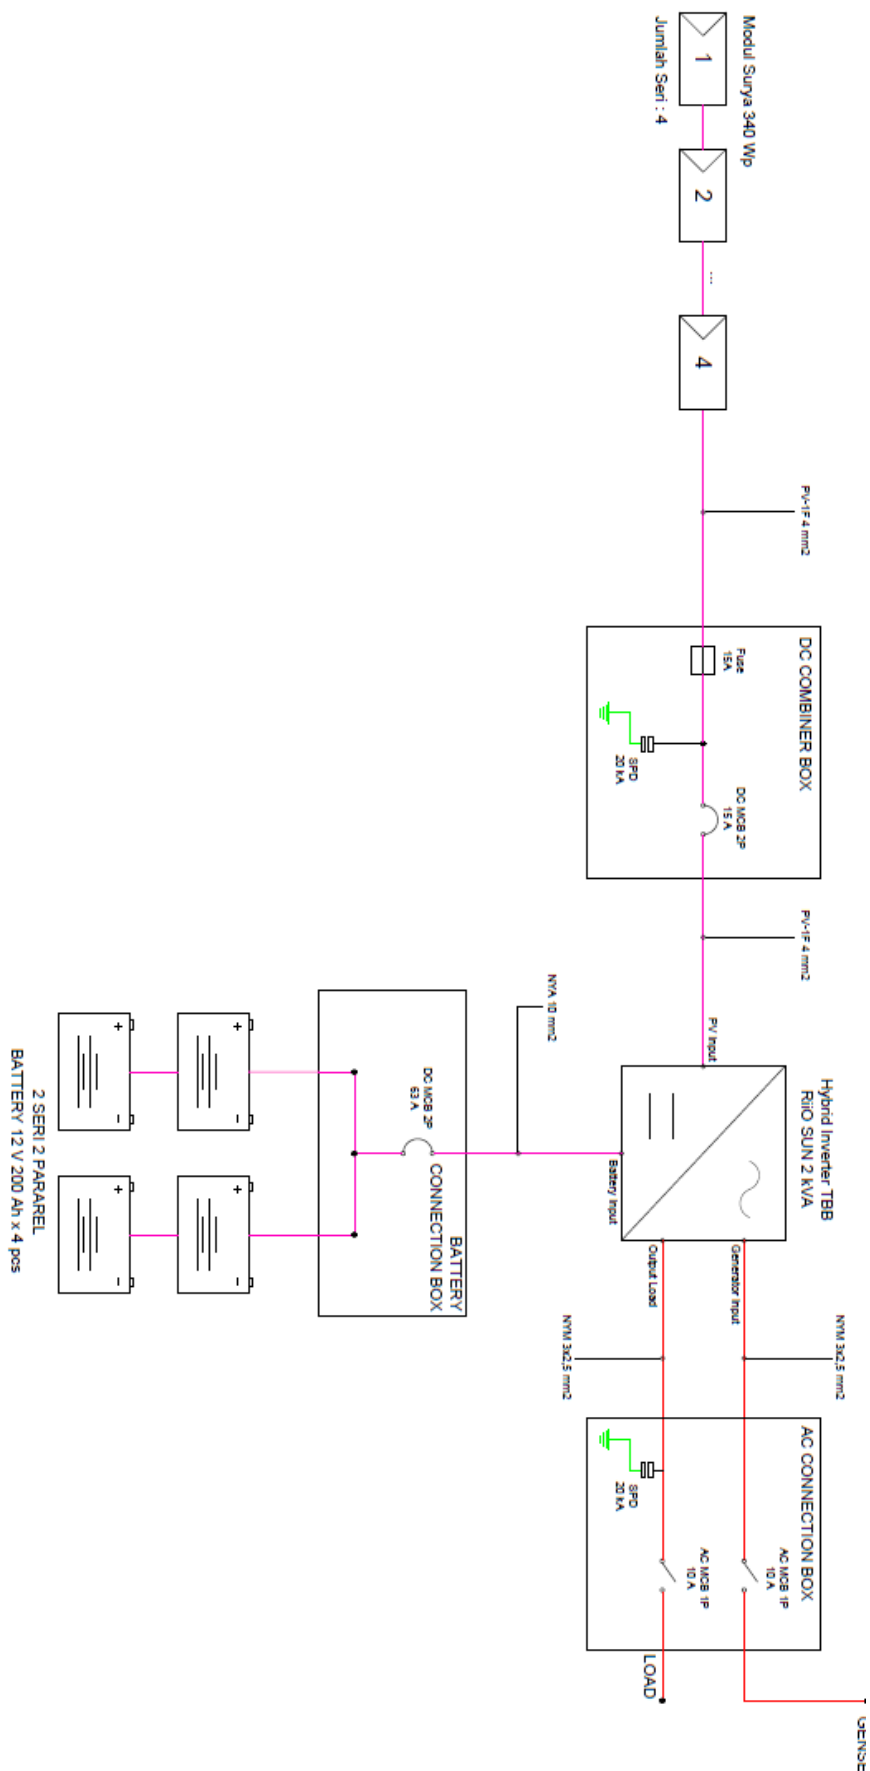 Modul Surya 340 Wp
Jumlah Seri : 4
1
2
...
4
PV-1F 4 mm2
DC COMBINER BOX
Fuse
15A
SPD
20 kA
DC MCB 2P
15 A
PV-1F 4 mm2
PV Input
Hybrid Inverter TBB
RiiO SUN 2 kVA
Battery Input
Output Load
Generator Input
NYA 10 mm2
BATTERY
CONNECTION BOX
DC MCB 2P
63 A
+
-
+
-
+
-
+
-
2 SERI 2 PARAREL
BATTERY 12 V 200 Ah x 4 pcs
NYM 3x2,5 mm2
NYM 3x2,5 mm2
AC CONNECTION BOX
SPD
20 kA
AC MCB 1P
10 A
AC MCB 1P
10 A
LOAD
GENSE